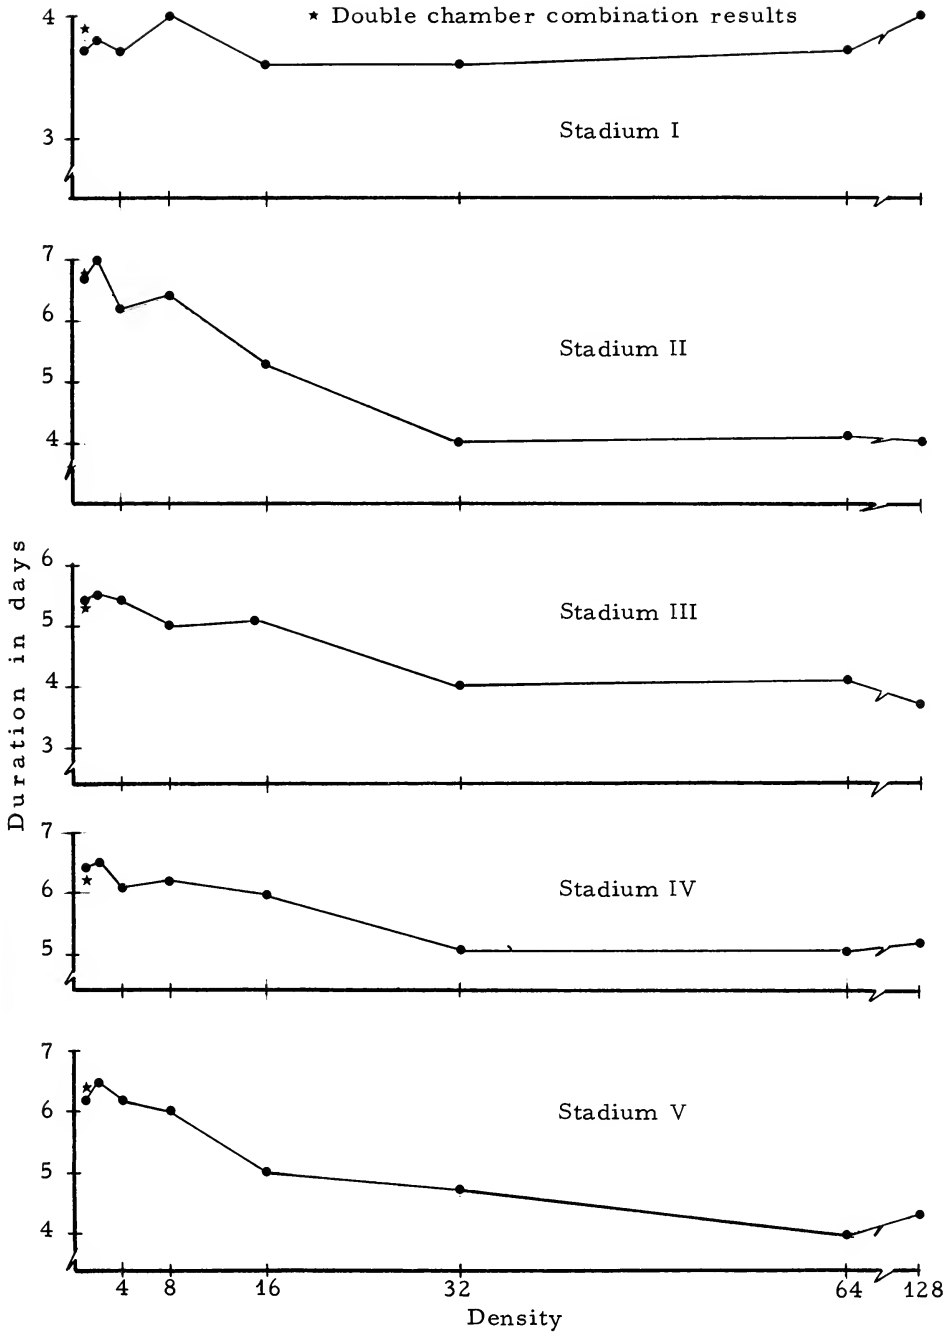 ★ Double chamber combination results
4
3
Stadium I
7
6
5
4
Stadium II
6
5
4
3
Stadium III
7
6
5
Stadium IV
7
6
5
4
Stadium V
Duration in days
4 8 16 32 64 128
Density